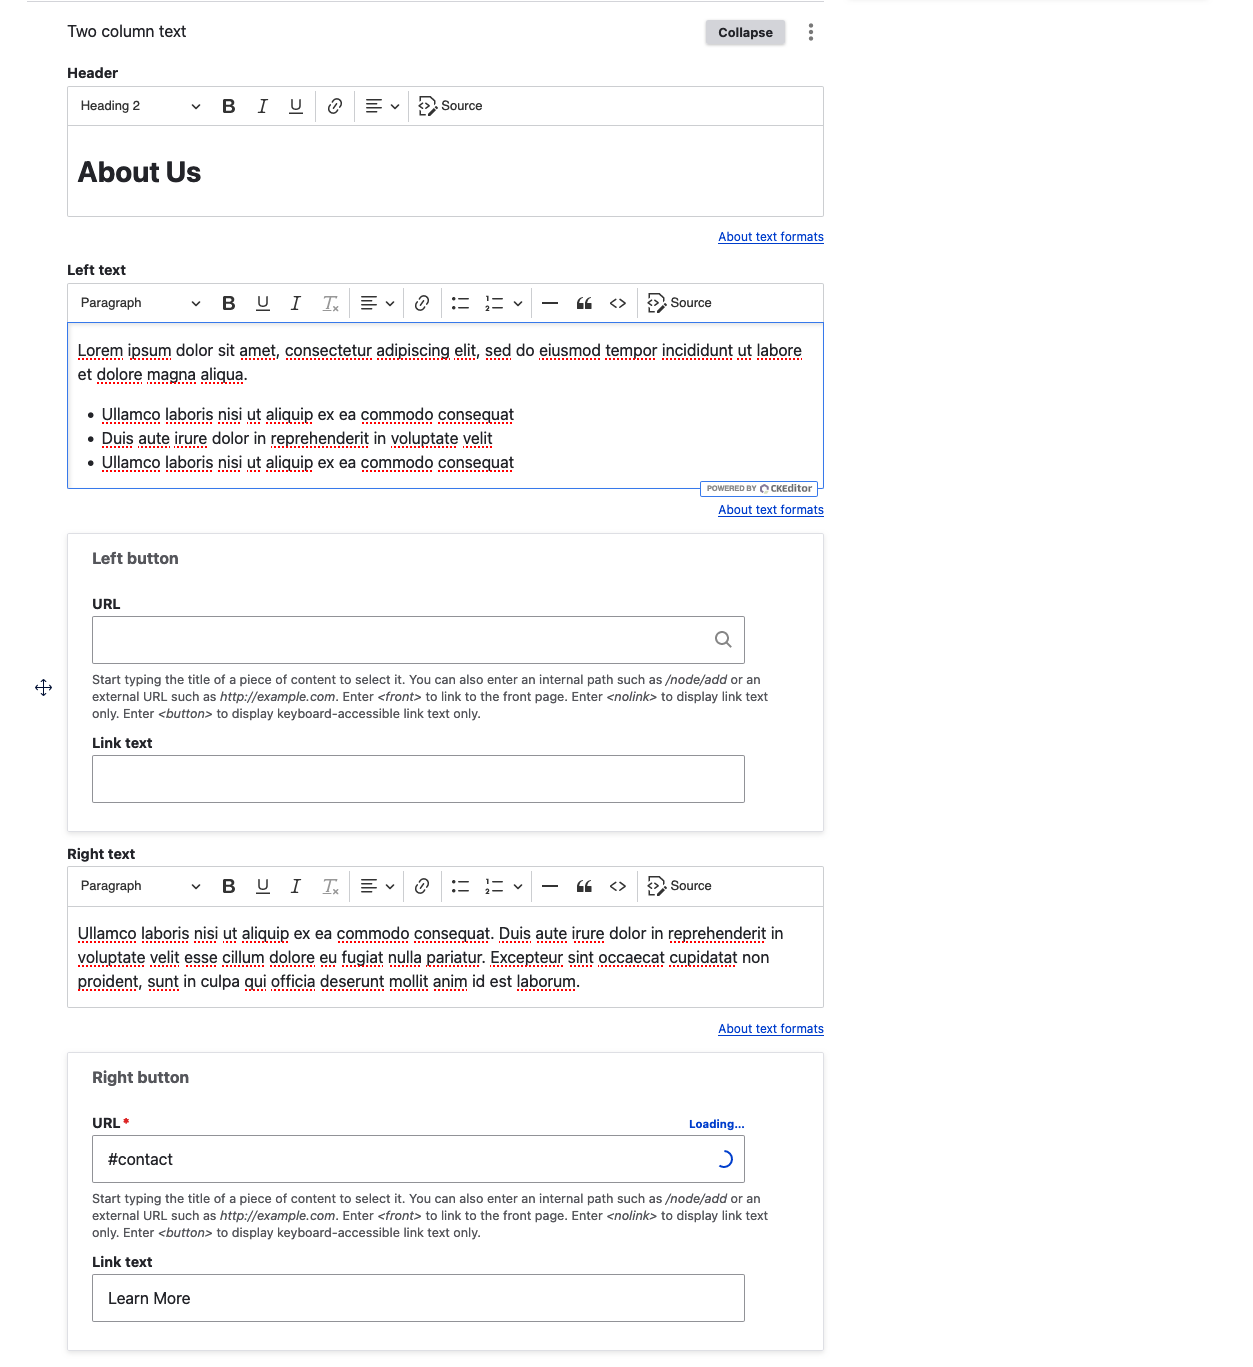 Two column text
Collapse
Header
Heading 2
B I U
Source
About Us
About text formats
Left text
Paragraph
B U I Tx
Source
Lorem ipsum dolor sit amet, consectetur adipiscing elit, sed do eiusmod tempor incididunt ut labore
et dolore magna aliqua.
• Ullamco laboris nisi ut aliquip ex ea commodo consequat
• Duis aute irure dolor in reprehenderit in voluptate velit
• Ullamco laboris nisi ut aliquip ex ea commodo consequat
POWERED BY CKEditor
About text formats
Left button
URL
Start typing the title of a piece of content to select it. You can also enter an internal path such as /node/add or an
external URL such as http://example.com. Enter <front> to link to the front page. Enter <nolink> to display link text
only. Enter <button> to display keyboard-accessible link text only.
Link text
Right text
Paragraph
B U I Tx
Source
Ullamco laboris nisi ut aliquip ex ea commodo consequat. Duis aute irure dolor in reprehenderit in
voluptate velit esse cillum dolore eu fugiat nulla pariatur. Excepteur sint occaecat cupidatat non
proident, sunt in culpa qui officia deserunt mollit anim id est laborum.
About text formats
Right button
URL*
Loading...
#contact
Start typing the title of a piece of content to select it. You can also enter an internal path such as /node/add or an
external URL such as http://example.com. Enter <front> to link to the front page. Enter <nolink> to display link text
only. Enter <button> to display keyboard-accessible link text only.
Link text
Learn More